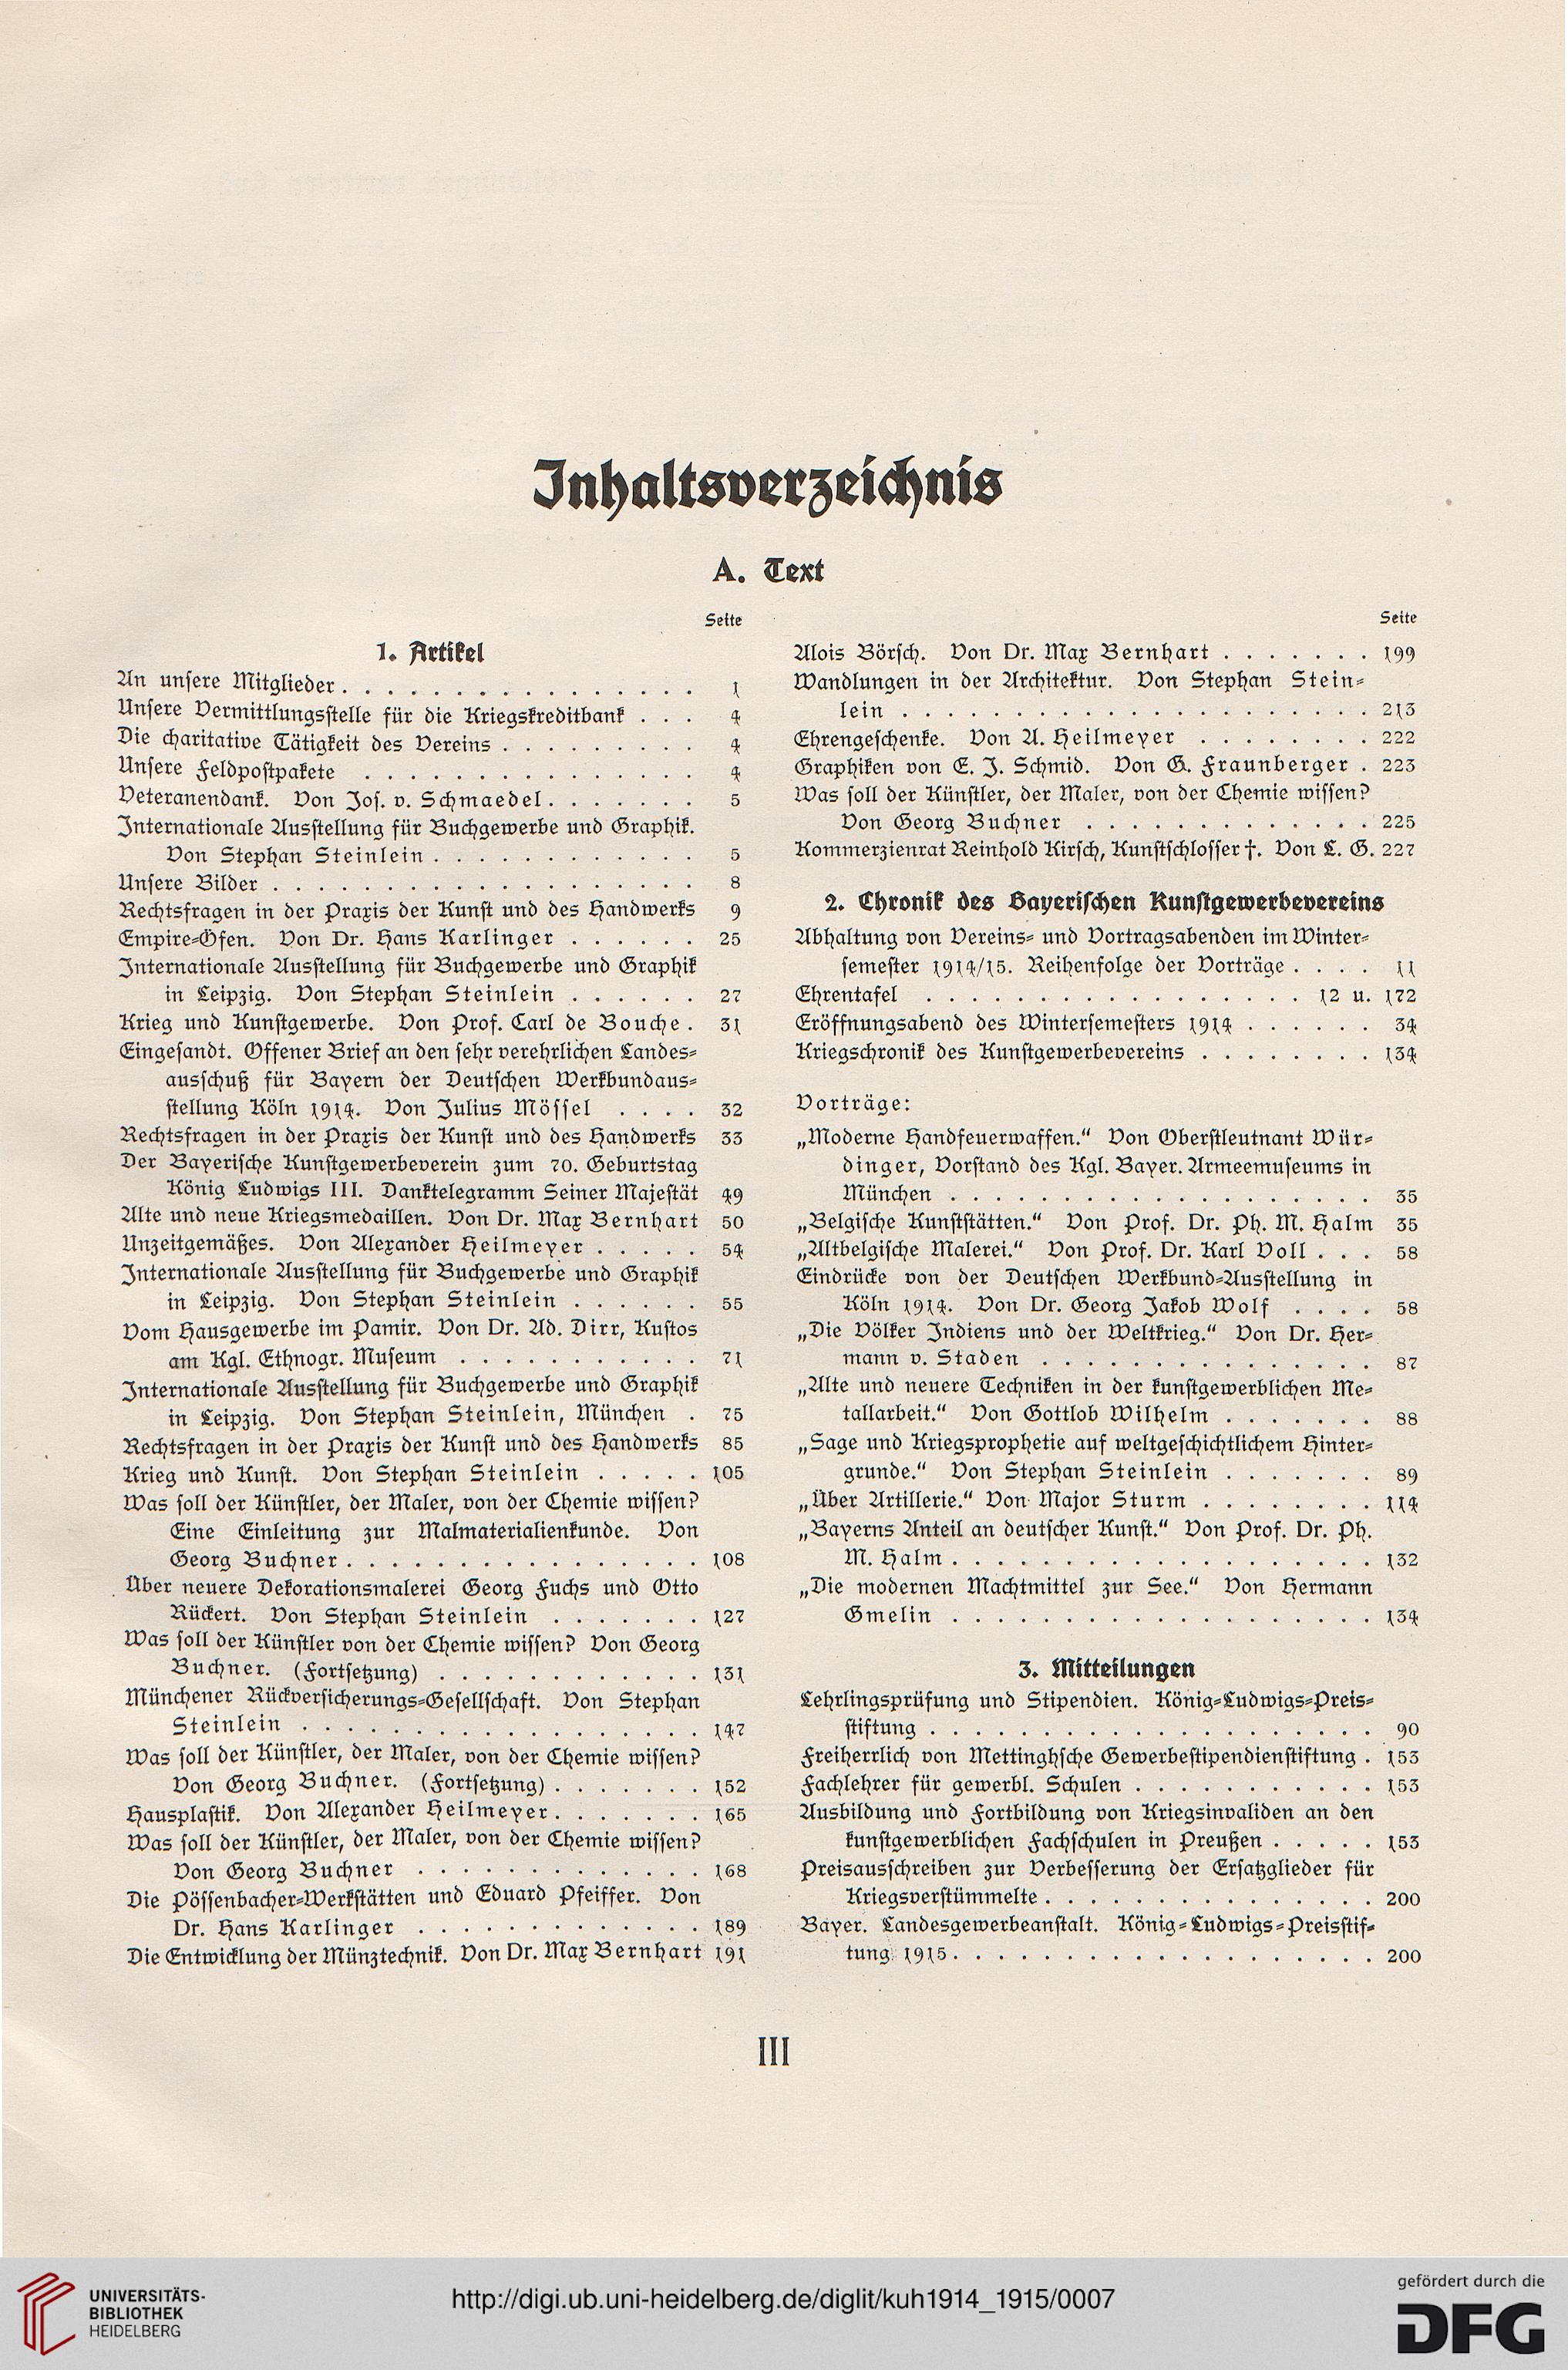 Inhaltsverzeichnis
A. Text
Seite
1. Artikel
An unsere Mitglieder . . . . . . . . . . . . . . . . 1
Unsere Vermittlungsstelle für die Kriegskreditbank . . . 4
Die charitative Tätigkeit des Vereins . . . . . . . . . 4
Unsere Feldpostpakete . . . . . . . . . . . . . . . 4
Veteranendank. Von Jos. v. Schmaedel . . . . . . . 5
Internationale Ausstellung für Buchgewerbe und Graphik.
Von Stephan Steinlein . . . . . . . . . . . . 5
Unsere Bilder . . . . . . . . . . . . . . . . . . . 8
Rechtsfragen in der Praxis der Kunst und des Handwerks 9
Empire-Öfen. Von Dr. Hans Karlinger . . . . . . 25
Internationale Ausstellung für Buchgewerbe und Graphik
in Leipzig. Von Stephan Steinlein . . . . . . 27
Krieg und Kunstgewerbe. Von Prof. Carl de Bouche . 31
Eingesandt. Offener Brief an den sehr verehrlichen Landes-
ausschuß für Bayern der Deutschen Werkbundaus-
stellung Köln 1914. Von Julius Mössel . . . . 32
Rechtsfragen in der Praxis der Kunst und des Handwerks 33
Der Bayerische Kunstgewerbeverein zum 70. Geburtstag
König Ludwigs III. Danktelegramm Seiner Majestät 49
Alte und neue Kriegsmedaillen. Von Dr. Max Bernhart 50
Unzeitgemäßes. Von Alexander Heilmeyer . . . . . 54
Internationale Ausstellung für Buchgewerbe und Graphik
in Leipzig. Von Stephan Steinlein . . . . . . 55
Vom Hausgewerbe im Pamir. Von Dr. Ad. Dirr, Kustos
am Kgl. Ethnogr. Museum . . . . . . . . . . . 71
Internationale Ausstellung für Buchgewerbe und Graphik
in Leipzig. Von Stephan Steinlein, München . 75
Rechtsfragen in der Praxis der Kunst und des Handwerks 85
Krieg und Kunst. Von Stephan Steinlein . . . . . 105
Was soll der Künstler, der Maler, von der Chemie wissen?
Eine Einleitung zur Malmaterialienkunde. Von
Georg Buchner . . . . . . . . . . . . . . . . 108
Über neuere Dekorationsmalerei Georg Fuchs und Otto
Rückert. Von Stephan Steinlein . . . . . . . 127
Was soll der Künstler von der Chemie wissen? Von Georg
Buchner. (Fortsetzung) . . . . . . . . . . . . 131
Münchener Rückversicherungs-Gesellschaft. Von Stephan
Steinlein . . . . . . . . . . . . . . . . . . 147
Was soll der Künstler, der Maler, von der Chemie wissen?
Von Georg Buchner. (Fortsetzung) . . . . . . . 152
Hausplastik. Von Alexander Heilmeyer . . . . . . . 165
Was soll der Künstler, der Maler, von der Chemie wissen?
Von Georg Buchner . . . . . . . . . . . . . 168
Die Pössenbacher-Werkstätten und Eduard Pfeiffer. Von
Dr. Hans Karlinger . . . . . . . . . . . . . 189
Die Entwicklung der Münztechnik. Von Dr. Max Bernhart 191
Seite
Alois Börsch. Von Dr. Max Bernhart . . . . . . . 199
Wandlungen in der Architektur. Von Stephan Stein-
lein . . . . . . . . . . . . . . . . . . . . . 213
Ehrengeschenke. Von A. Heilmeyer . . . . . . . . 222
Graphiken von E. J. Schmid. Von G. Fraunberger . 223
Was soll der Künstler, der Maler, von der Chemie wissen?
Von Georg Buchner . . . . . . . . . . . . . 225
Kommerzienrat Reinhold Kirsch, Kunstschlosser †. Von L. G. 227
2. Chronik des Bayerischen Kunstgewerbevereins
Abhaltung von Vereins- und Vortragsabenden im Winter-
semester 1914/15. Reihenfolge der Vorträge . . . . 11
Ehrentafel . . . . . . . . . . . . . . . . . 12 u. 172
Eröffnungsabend des Wintersemesters 1914 . . . . . . 34
Kriegschronik des Kunstgewerbevereins . . . . . . . . 134
Vorträge:
„Moderne Handfeuerwaffen.“ Von Oberstleutnant Wür-
dinger, Vorstand des Kgl. Bayer. Armeemuseums in
München . . . . . . . . . . . . . . . . . . . 35
„Belgische Kunststätten.“ Von Prof. Dr. Ph. M. Halm 35
„Altbelgische Malerei.“ Von Prof. Dr. Karl Voll . . . 58
Eindrücke von der Deutschen Werkbund-Ausstellung in
Köln 1914. Von Dr. Georg Jakob Wolf . . . . 58
„Die Völker Indiens und der Weltkrieg.“ Von Dr. Her-
mann v. Staden . . . . . . . . . . . . . . . 87
„Alte und neuere Techniken in der kunstgewerblichen Me-
tallarbeit.“ Von Gottlob Wilhelm . . . . . . . 88
„Sage und Kriegsprophetie auf weltgeschichtlichem Hinter-
grunde.“ Von Stephan Steinlein . . . . . . . 89
„Über Artillerie.“ Von Major Sturm . . . . . . . . 114
„Bayerns Anteil an deutscher Kunst.“ Von Prof. Dr. Ph.
M. Halm . . . . . . . . . . . . . . . . . . . 132
„Die modernen Machtmittel zur See.“ Von Hermann
Gmelin . . . . . . . . . . . . . . . . . . . 134
3. Mitteilungen
Lehrlingsprüfung und Stipendien. König-Ludwigs-Preis-
stiftung . . . . . . . . . . . . . . . . . . . . 90
Freiherrlich von Mettinghsche Gewerbestipendienstiftung . 153
Fachlehrer für gewerbl. Schulen . . . . . . . . . . . 153
Ausbildung und Fortbildung von Kriegsinvaliden an den
kunstgewerblichen Fachschulen in Preußen . . . . . 153
Preisausschreiben zur Verbesserung der Ersatzglieder für
Kriegsverstümmelte . . . . . . . . . . . . . . . 200
Bayer. Landesgewerbeanstalt. König-Ludwigs-Preisstif-
tung 1915 . . . . . . . . . . . . . . . . . . . 200
III
UNIVERSITÄTS-
BIBLIOTHEK
HEIDELBERG
http://digi.ub.uni-heidelberg.de/diglit/kuh1914_1915/0007
gefördert durch die
DFG